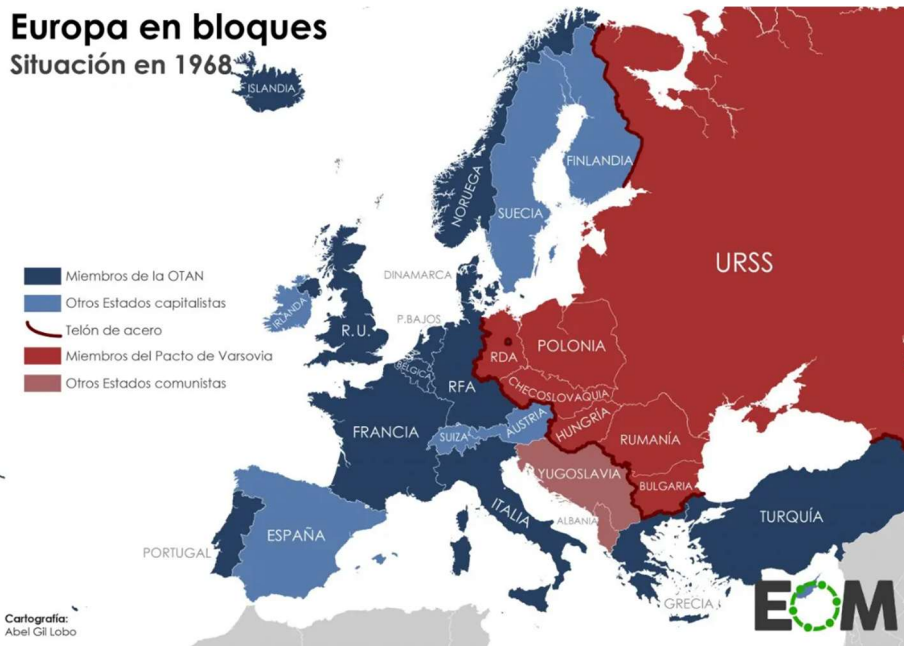 Europa en bloques
Situación en 1968
ISLANDIA
NORUEGA
SUECIA
FINLANDIA
Miembros de la OTAN
Otros Estados capitalistas
Telón de acero
Miembros del Pacto de Varsovia
Otros Estados comunistas
DINAMARCA
URSS
IRLANDA
R.U.
P.BAJOS
BÉLGICA
RFA
RDA
POLONIA
CHECOSLOVAQUIA
FRANCIA
SUIZA
AUSTRIA
HUNGRÍA
RUMANÍA
YUGOSLAVIA
BULGARIA
ITALIA
ALBANIA
TURQUÍA
ESPAÑA
PORTUGAL
GRECIA
Cartografía:
Abel Gil Lobo
EOM